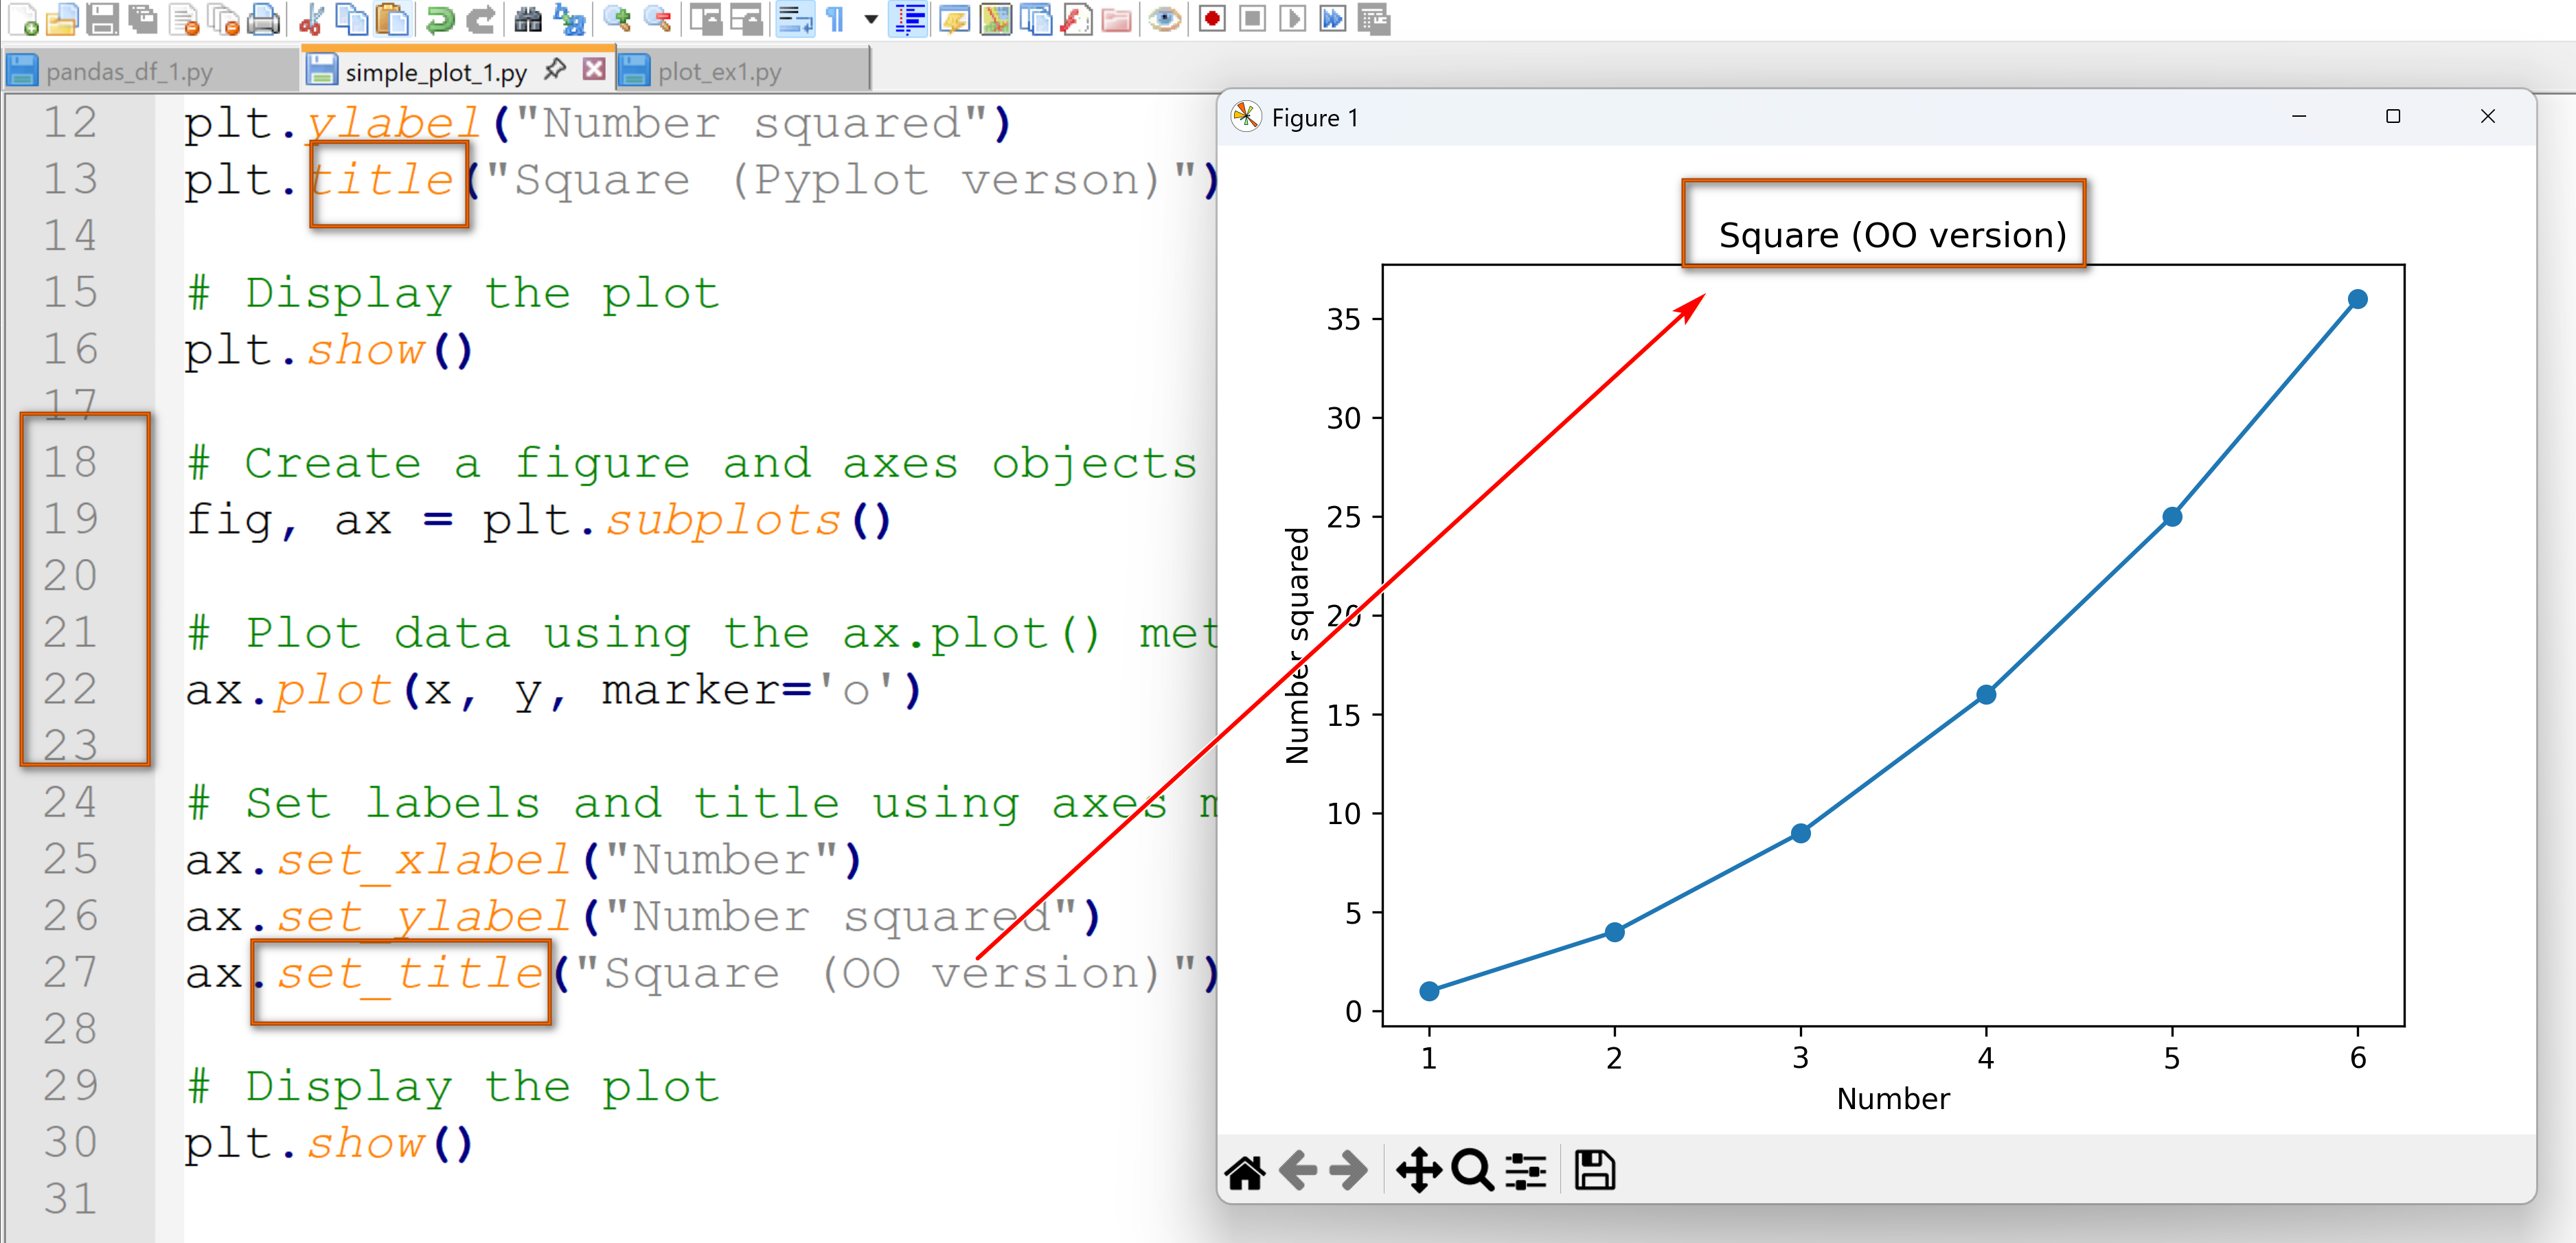 pandas_df_1.py simple_plot_1.py plot_ex1.py
12 plt.ylabel("Number squared")
13 plt.title("Square (Pyplot verson)")
14
15 # Display the plot
16 plt.show()
17
18 # Create a figure and axes objects
19 fig, ax = plt.subplots()
20
21 # Plot data using the ax.plot() met
22 ax.plot(x, y, marker='o')
23
24 # Set labels and title using axes m
25 ax.set_xlabel("Number")
26 ax.set_ylabel("Number squared")
27 ax.set_title("Square (OO version)")
28
29 # Display the plot
30 plt.show()
31
Figure 1
Square (OO version)
Number squared
35
30
25
20
15
10
5
0
1 2 3 4 5 6
Number